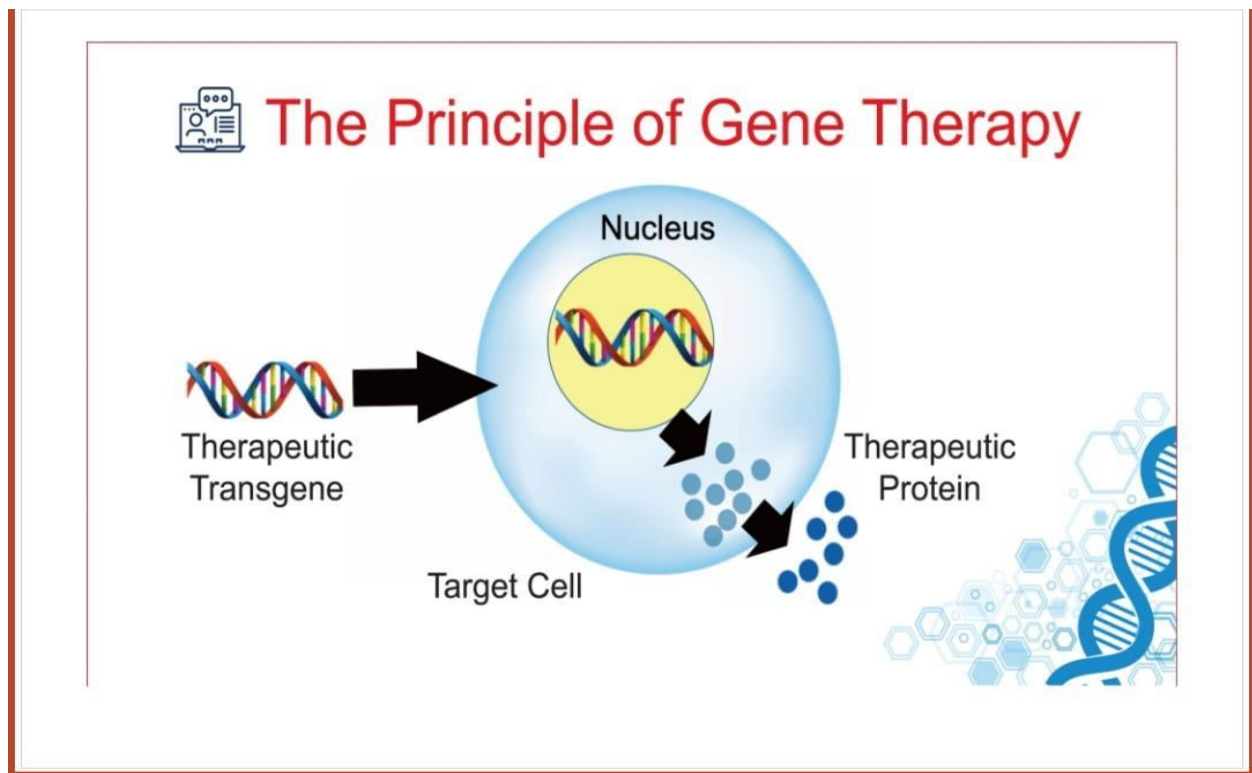 The Principle of Gene Therapy
Nucleus
Therapeutic
Transgene
Therapeutic
Protein
Target Cell